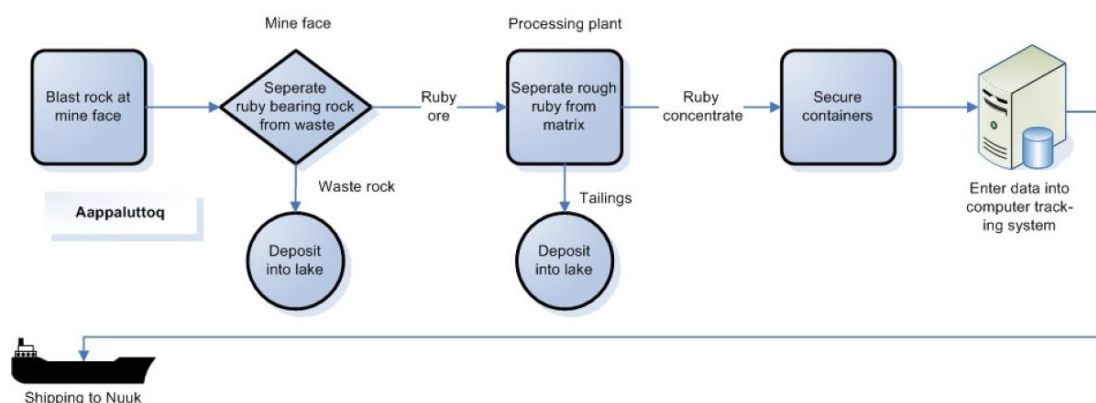 Mine face
Processing plant
Blast rock at
mine face
Seperate
ruby bearing rock
from waste
Ruby
ore
Seperate rough
ruby from
matrix
Ruby
concentrate
Secure
containers
Enter data into
computer track-
ing system
Waste rock
Tailings
Aappaluttoq
Deposit
into lake
Deposit
into lake
Shipping to Nuuk